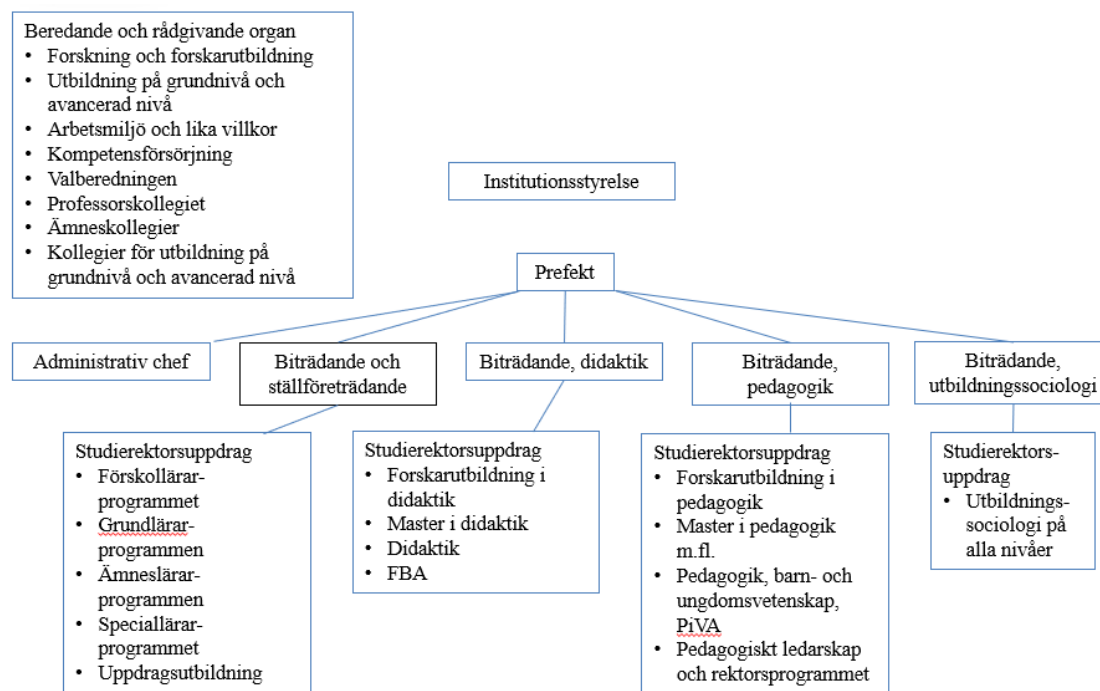 Beredande och rådgivande organ
• Forskning och forskarutbildning
• Utbildning på grundnivå och
avancerad nivå
• Arbetsmiljö och lika villkor
• Kompetensförsörjning
• Valberedningen
• Professorskollegiet
• Ämneskollegier
• Kollegier för utbildning på
grundnivå och avancerad nivå
Institutionsstyrelse
Prefekt
Administrativ chef
Biträdande och
ställföreträdande
Biträdande, didaktik
Biträdande,
pedagogik
Biträdande,
utbildningssociologi
Studierektorsuppdrag
• Förskollärar-
programmet
• Grundlärar-
programmen
• Ämneslärar-
programmen
• Speciallärar-
programmet
• Uppdragsutbildning
Studierektorsuppdrag
• Forskarutbildning i
didaktik
• Master i didaktik
• Didaktik
• FBA
Studierektorsuppdrag
• Forskarutbildning i
pedagogik
• Master i pedagogik
m.fl.
• Pedagogik, barn- och
ungdomsvetenskap,
PiVA
• Pedagogiskt ledarskap
och rektorsprogrammet
Studierektors-
uppdrag
• Utbildnings-
sociologi på
alla nivåer